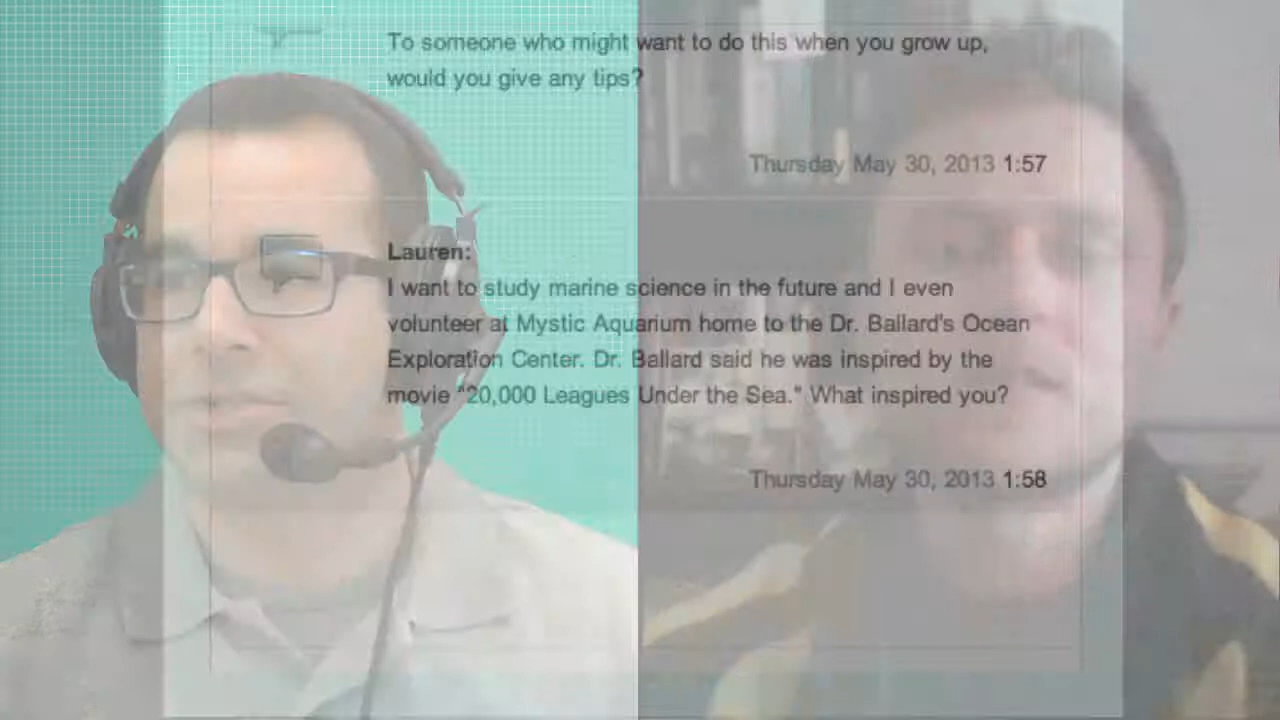 To someone who might want to do this when you grow up,
would you give any tips?
Thursday May 30, 2013 1:57
Lauren:
I want to study marine science in the future and I even
volunteer at Mystic Aquarium home to the Dr. Ballard's Ocean
Exploration Center. Dr. Ballard said he was inspired by the
movie "20,000 Leagues Under the Sea." What inspired you?
Thursday May 30, 2013 1:58